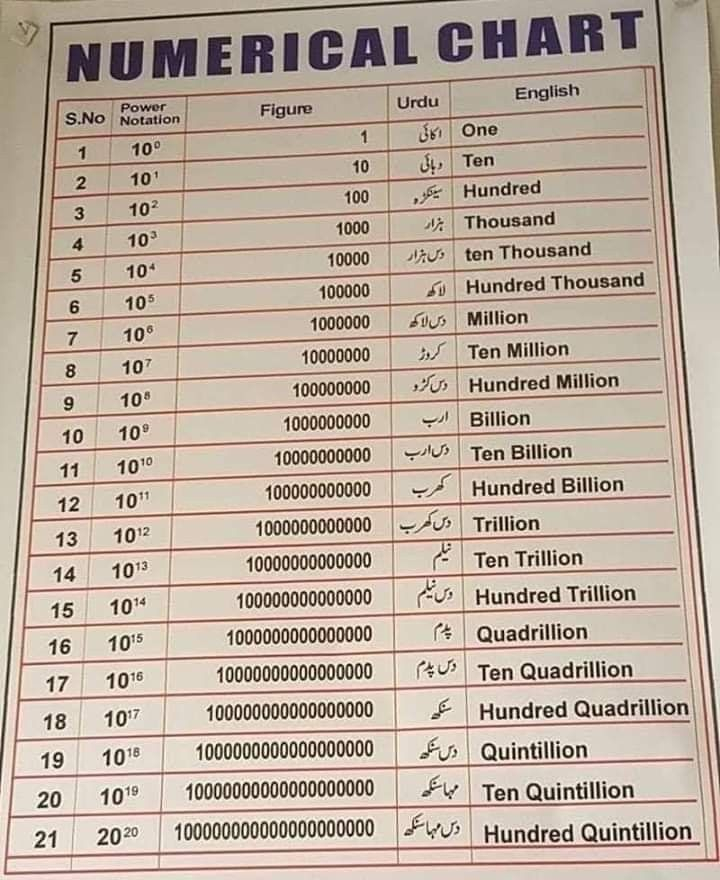 NUMERICAL CHART
S.No Power Notation Figure Urdu English
1 10⁰ 1 اکائی One
2 10¹ 10 دہائی Ten
3 10² 100 سینکڑہ Hundred
4 10³ 1000 ہزار Thousand
5 10⁴ 10000 دس ہزار ten Thousand
6 10⁵ 100000 لاکھ Hundred Thousand
7 10⁶ 1000000 دس لاکھ Million
8 10⁷ 10000000 کروڑ Ten Million
9 10⁸ 100000000 دس کڑو Hundred Million
10 10⁹ 1000000000 ارب Billion
11 10¹⁰ 10000000000 دس ارب Ten Billion
12 10¹¹ 100000000000 کھرب Hundred Billion
13 10¹² 1000000000000 دس کھرب Trillion
14 10¹³ 10000000000000 نیلم Ten Trillion
15 10¹⁴ 100000000000000 دس نیلم Hundred Trillion
16 10¹⁵ 1000000000000000 پدم Quadrillion
17 10¹⁶ 10000000000000000 دس پدم Ten Quadrillion
18 10¹⁷ 100000000000000000 سنکھ Hundred Quadrillion
19 10¹⁸ 1000000000000000000 دس سنکھ Quintillion
20 10¹⁹ 10000000000000000000 مہاسنکھ Ten Quintillion
21 20²⁰ 100000000000000000000 دس مہاسنکھ Hundred Quintillion